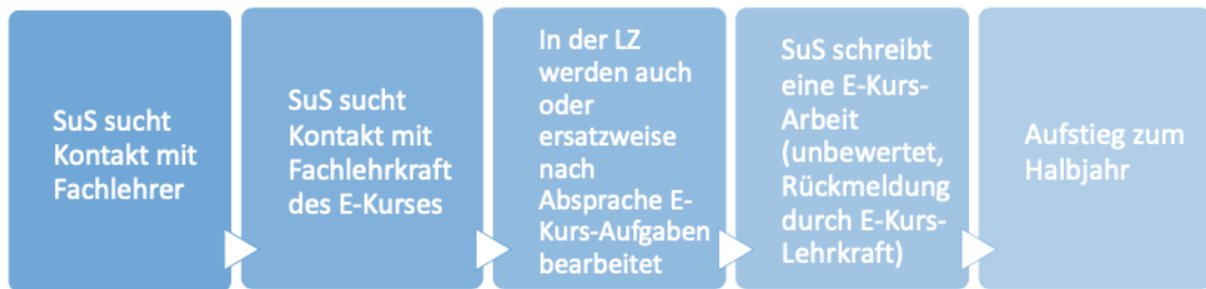 SuS sucht
Kontakt mit
Fachlehrer
SuS sucht
Kontakt mit
Fachlehrkraft
des E-Kurses
In der LZ
werden auch
oder
ersatzweise
nach
Absprache E-
Kurs-Aufgaben
bearbeitet
SuS schreibt
eine E-Kurs-
Arbeit
(unbewertet,
Rückmeldung
durch E-Kurs-
Lehrkraft)
Aufstieg zum
Halbjahr